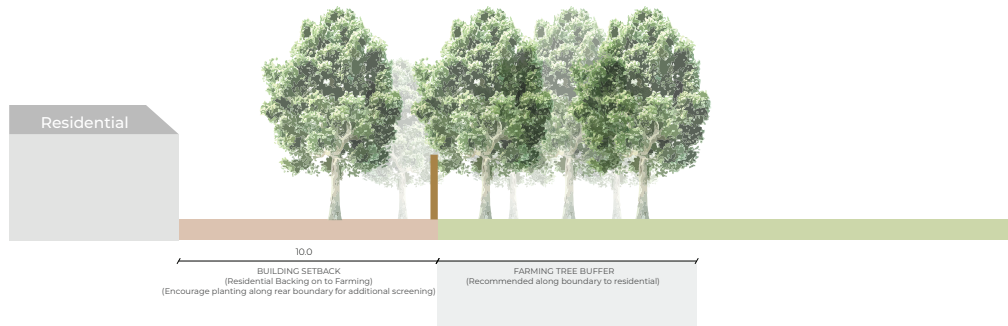 Residential
10.0
BUILDING SETBACK
(Residential Backing on to Farming)
(Encourage planting along rear boundary for additional screening)
FARMING TREE BUFFER
(Recommended along boundary to residential)